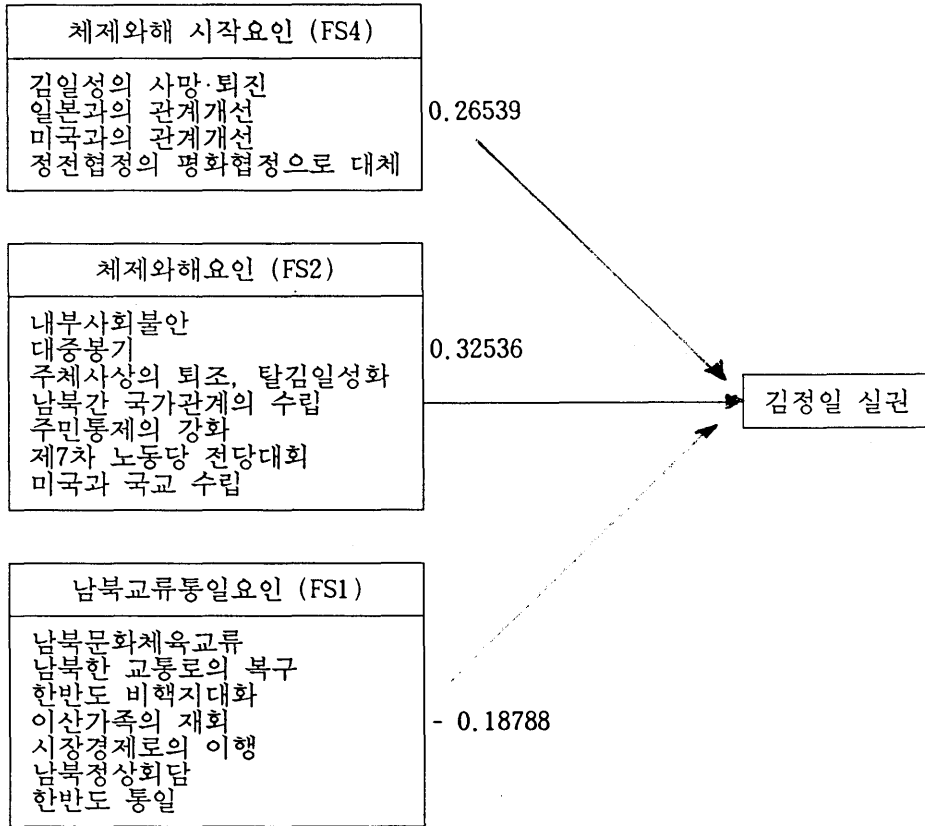 체제와해 시작요인 (FS4)
김일성의 사망·퇴진
일본과의 관계개선
미국과의 관계개선
정전협정의 평화협정으로 대체
0.26539
체제와해요인 (FS2)
내부사회불안
대중봉기
주체사상의 퇴조, 탈김일성화
남북간 국가관계의 수립
주민통제의 강화
제7차 노동당 전당대회
미국과 국교 수립
0.32536
김정일 실권
남북교류통일요인 (FS1)
남북문화체육교류
남북한 교통로의 복구
한반도 비핵지대화
이산가족의 재회
시장경제로의 이행
남북정상회담
한반도 통일
- 0.18788